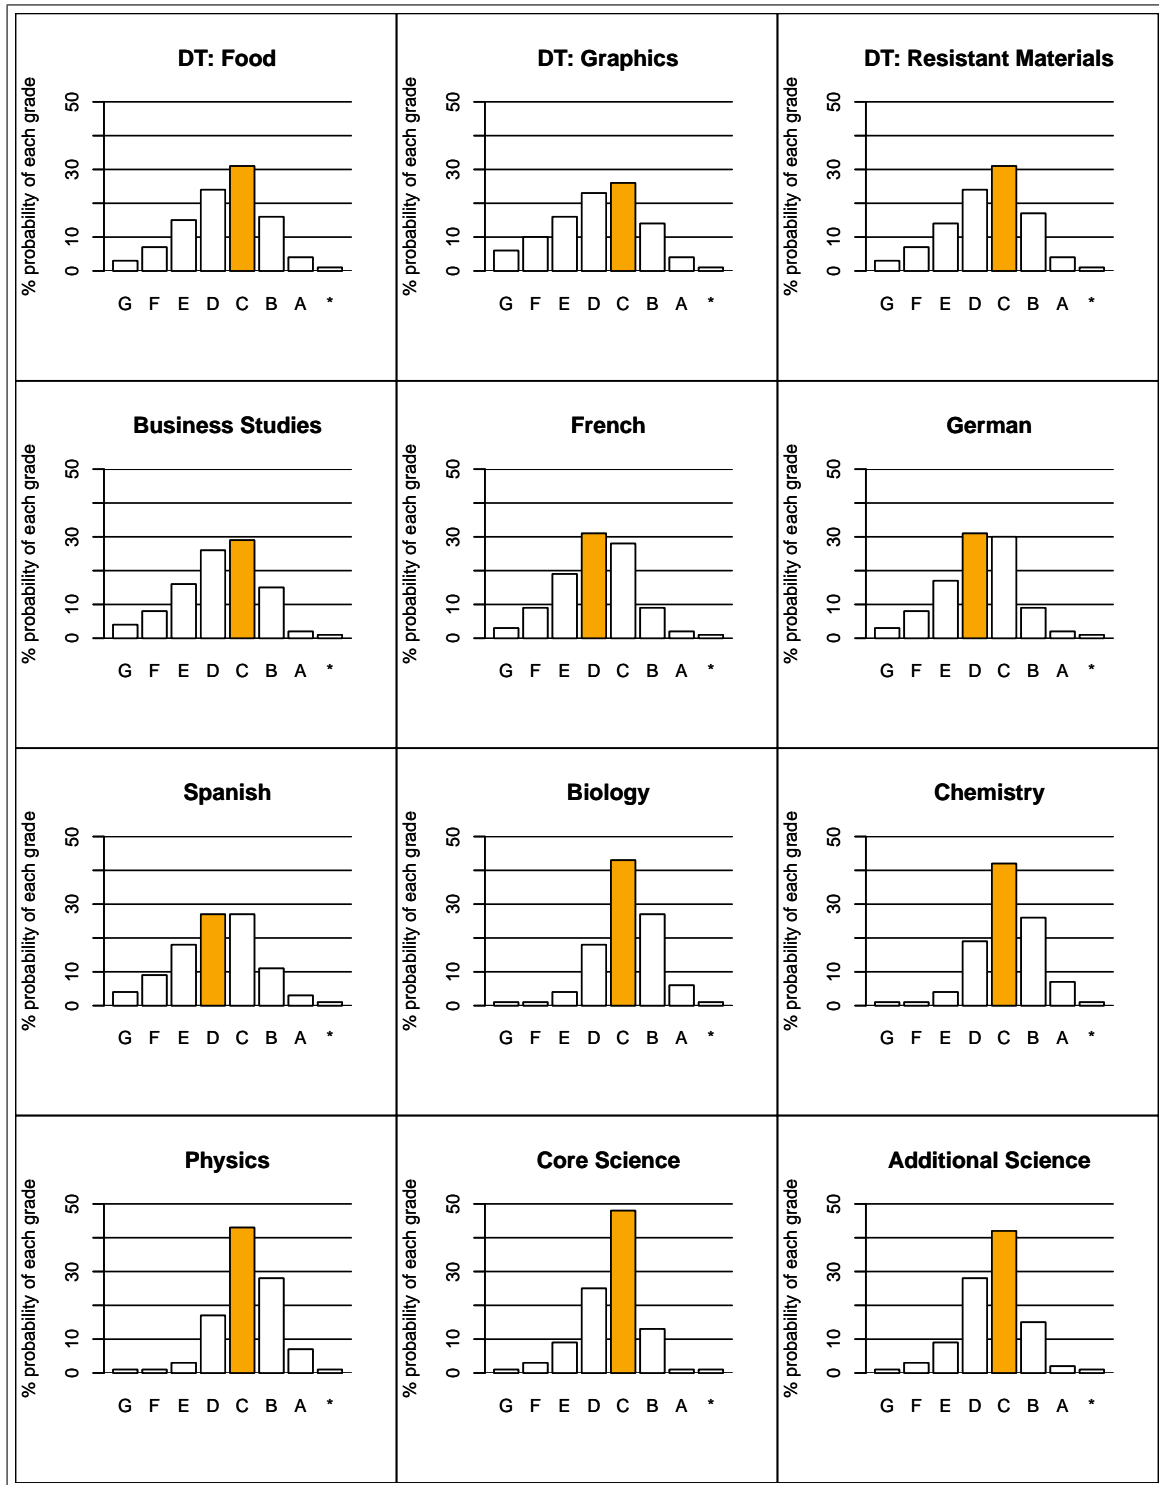 DT: Food
% probability of each grade
50
30
10
0
G F E D C B A *
DT: Graphics
% probability of each grade
50
30
10
0
G F E D C B A *
DT: Resistant Materials
% probability of each grade
50
30
10
0
G F E D C B A *
Business Studies
% probability of each grade
50
30
10
0
G F E D C B A *
French
% probability of each grade
50
30
10
0
G F E D C B A *
German
% probability of each grade
50
30
10
0
G F E D C B A *
Spanish
% probability of each grade
50
30
10
0
G F E D C B A *
Biology
% probability of each grade
50
30
10
0
G F E D C B A *
Chemistry
% probability of each grade
50
30
10
0
G F E D C B A *
Physics
% probability of each grade
50
30
10
0
G F E D C B A *
Core Science
% probability of each grade
50
30
10
0
G F E D C B A *
Additional Science
% probability of each grade
50
30
10
0
G F E D C B A *